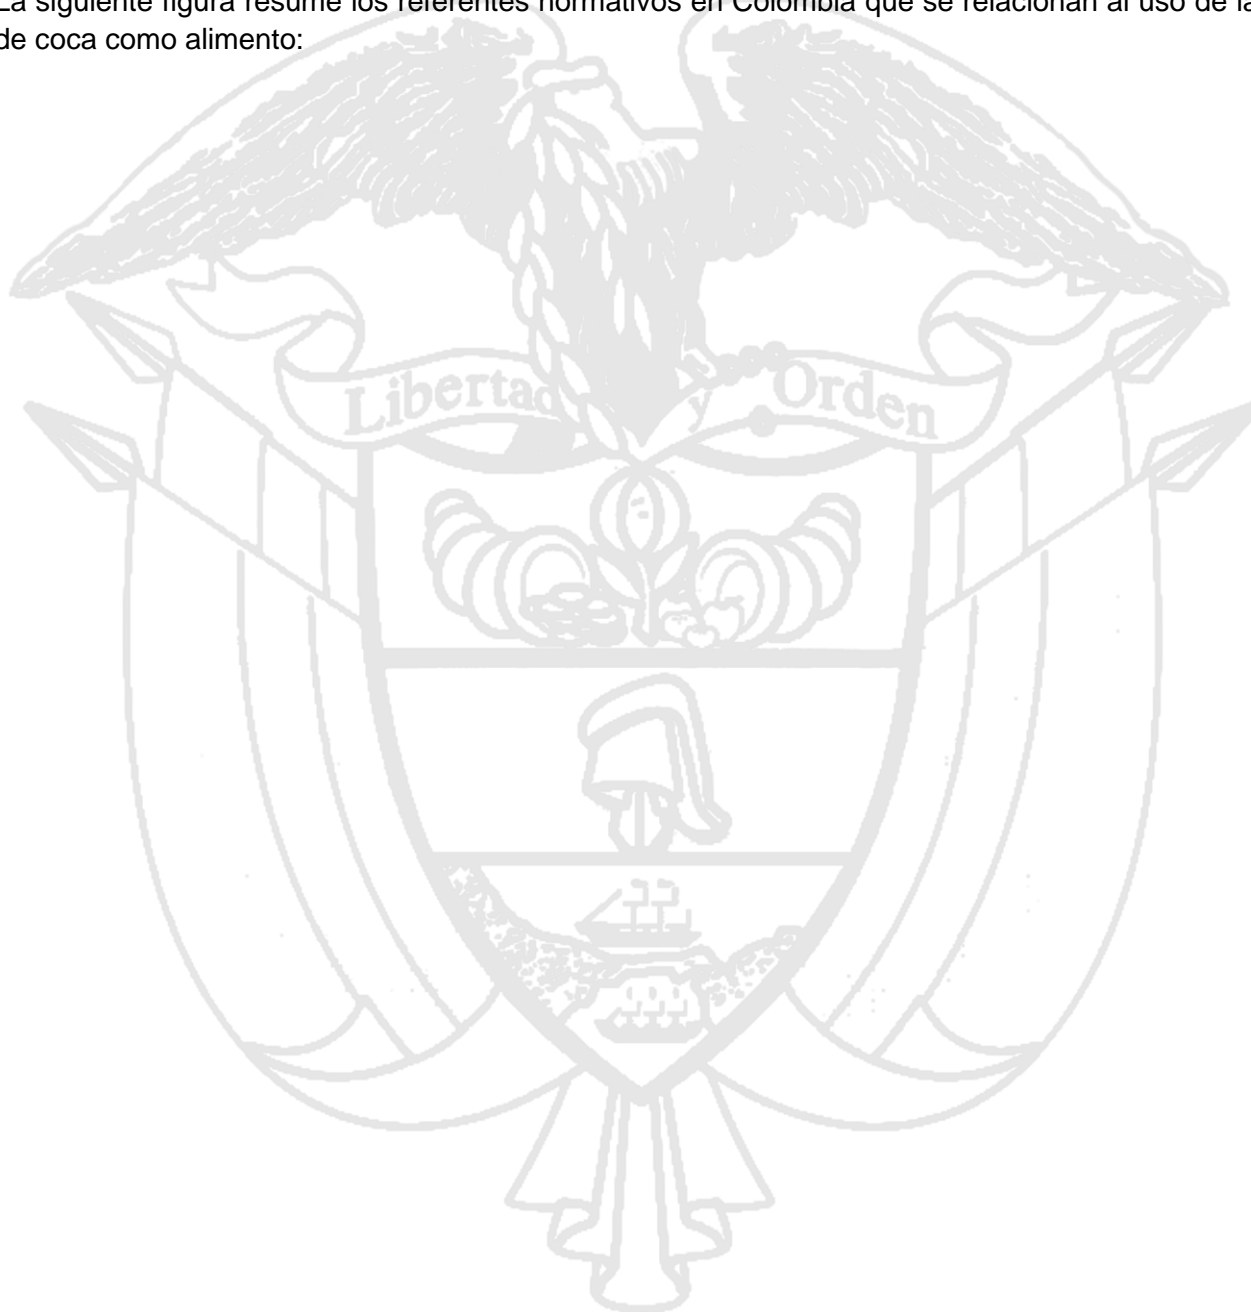 La siguiente figura resume los referentes normativos en Colombia que se relacionan al uso de la
de coca como alimento:
Libertad y Orden